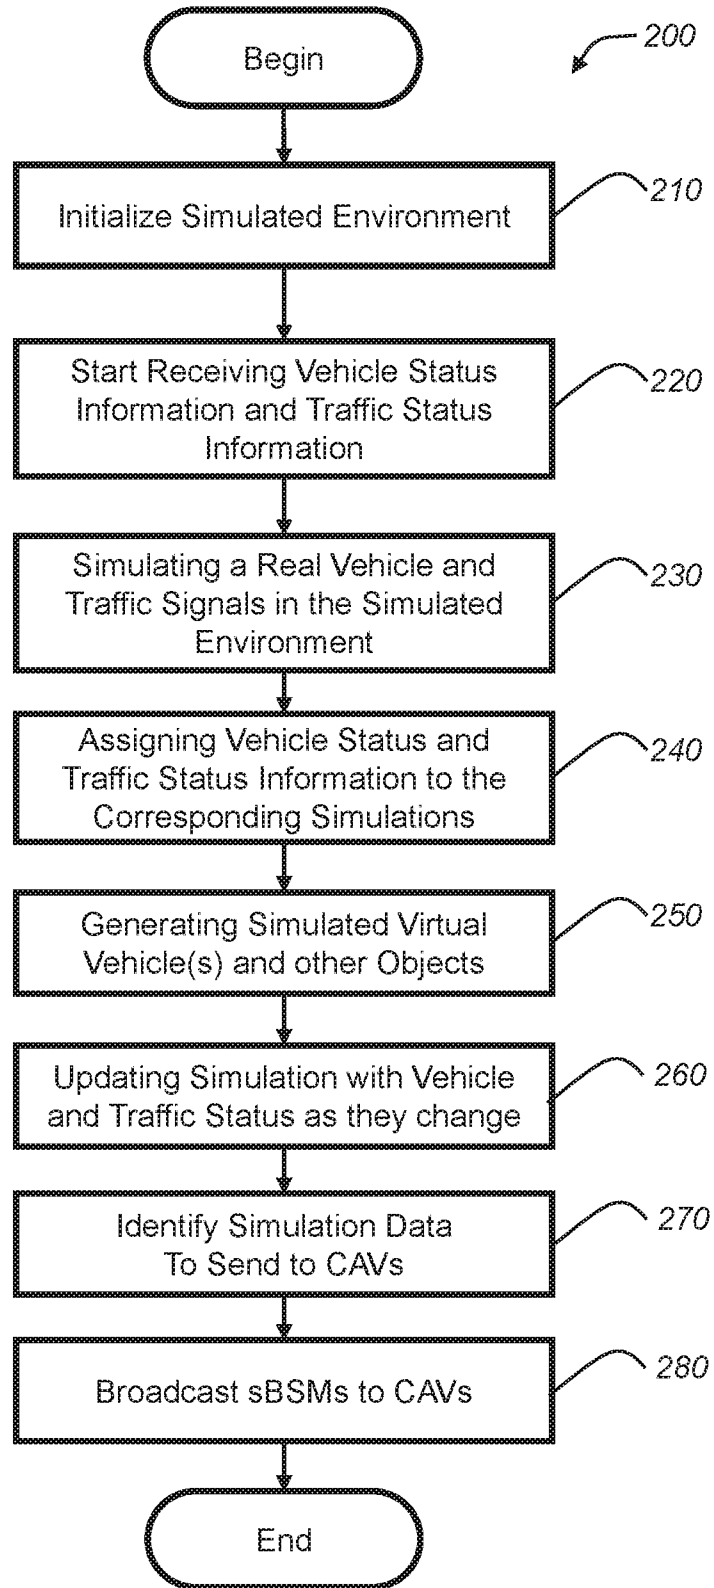 Begin
200
Initialize Simulated Environment
210
Start Receiving Vehicle Status
Information and Traffic Status
Information
220
Simulating a Real Vehicle and
Traffic Signals in the Simulated
Environment
230
Assigning Vehicle Status and
Traffic Status Information to the
Corresponding Simulations
240
Generating Simulated Virtual
Vehicle(s) and other Objects
250
Updating Simulation with Vehicle
and Traffic Status as they change
260
Identify Simulation Data
To Send to CAVs
270
Broadcast sBSMs to CAVs
280
End